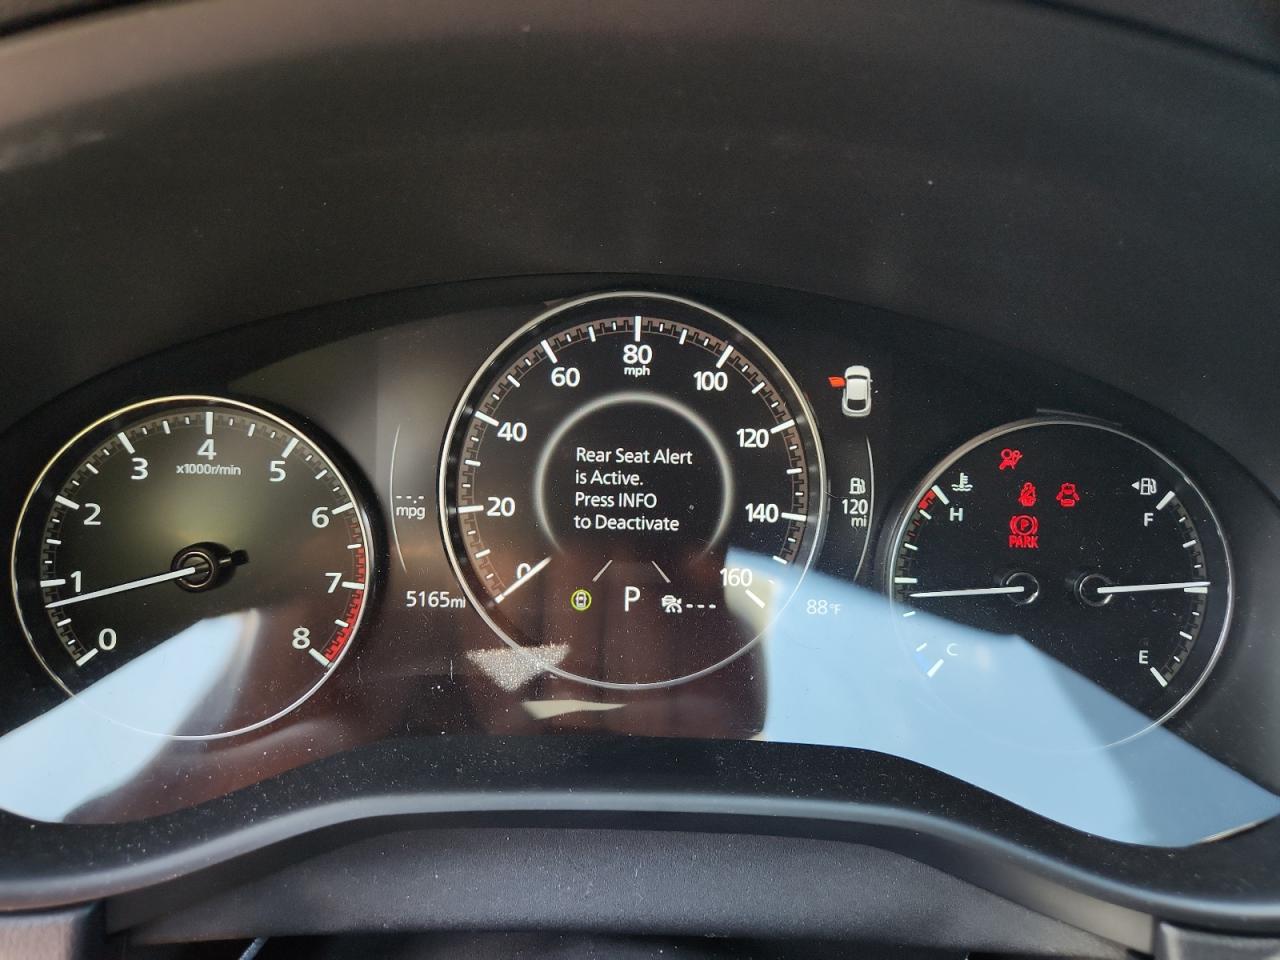 0
1
2
3
4
x1000r/min
5
6
7
8
---
mpg
5165mi
0
20
40
60
80
mph
100
120
140
160
Rear Seat Alert
is Active.
Press INFO
to Deactivate
P
---
120
mi
88°F
H
C
P
PARK
F
E